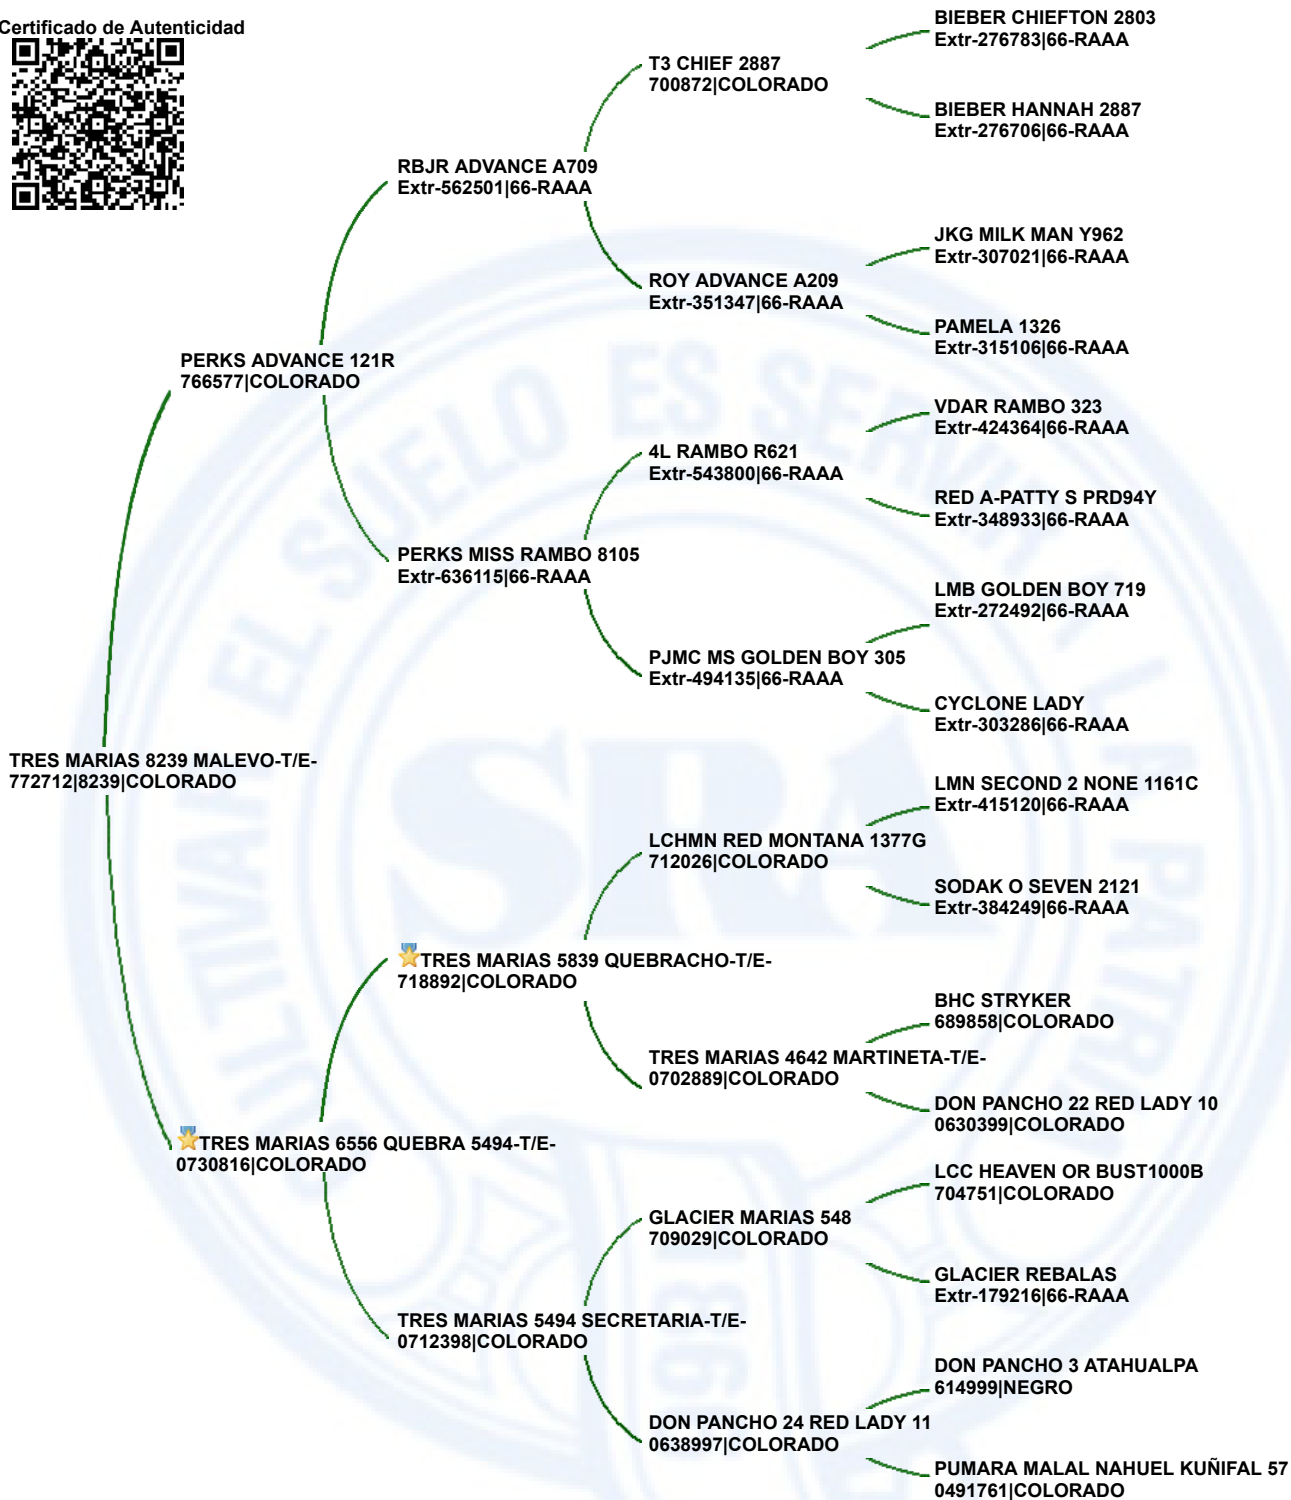 Certificado de Autenticidad
BIEBER CHIEFTON 2803
Extr-276783|66-RAAA
T3 CHIEF 2887
700872|COLORADO
BIEBER HANNAH 2887
Extr-276706|66-RAAA
RBJR ADVANCE A709
Extr-562501|66-RAAA
JKG MILK MAN Y962
Extr-307021|66-RAAA
ROY ADVANCE A209
Extr-351347|66-RAAA
PAMELA 1326
Extr-315106|66-RAAA
PERKS ADVANCE 121R
766577|COLORADO
VDAR RAMBO 323
Extr-424364|66-RAAA
4L RAMBO R621
Extr-543800|66-RAAA
RED A-PATTY S PRD94Y
Extr-348933|66-RAAA
PERKS MISS RAMBO 8105
Extr-636115|66-RAAA
LMB GOLDEN BOY 719
Extr-272492|66-RAAA
PJMC MS GOLDEN BOY 305
Extr-494135|66-RAAA
CYCLONE LADY
Extr-303286|66-RAAA
TRES MARIAS 8239 MALEVO-T/E-
772712|8239|COLORADO
LMN SECOND 2 NONE 1161C
Extr-415120|66-RAAA
LCHMN RED MONTANA 1377G
712026|COLORADO
SODAK O SEVEN 2121
Extr-384249|66-RAAA
TRES MARIAS 5839 QUEBRACHO-T/E-
718892|COLORADO
BHC STRYKER
689858|COLORADO
TRES MARIAS 4642 MARTINETA-T/E-
0702889|COLORADO
DON PANCHO 22 RED LADY 10
0630399|COLORADO
TRES MARIAS 6556 QUEBRA 5494-T/E-
0730816|COLORADO
LCC HEAVEN OR BUST1000B
704751|COLORADO
GLACIER MARIAS 548
709029|COLORADO
GLACIER REBALAS
Extr-179216|66-RAAA
TRES MARIAS 5494 SECRETARIA-T/E-
0712398|COLORADO
DON PANCHO 3 ATAHUALPA
614999|NEGRO
DON PANCHO 24 RED LADY 11
0638997|COLORADO
PUMARA MALAL NAHUEL KUÑIFAL 57
0491761|COLORADO
CULTIVAR EL SUELO ES SERVIR A LA PATRIA
SRA
1866